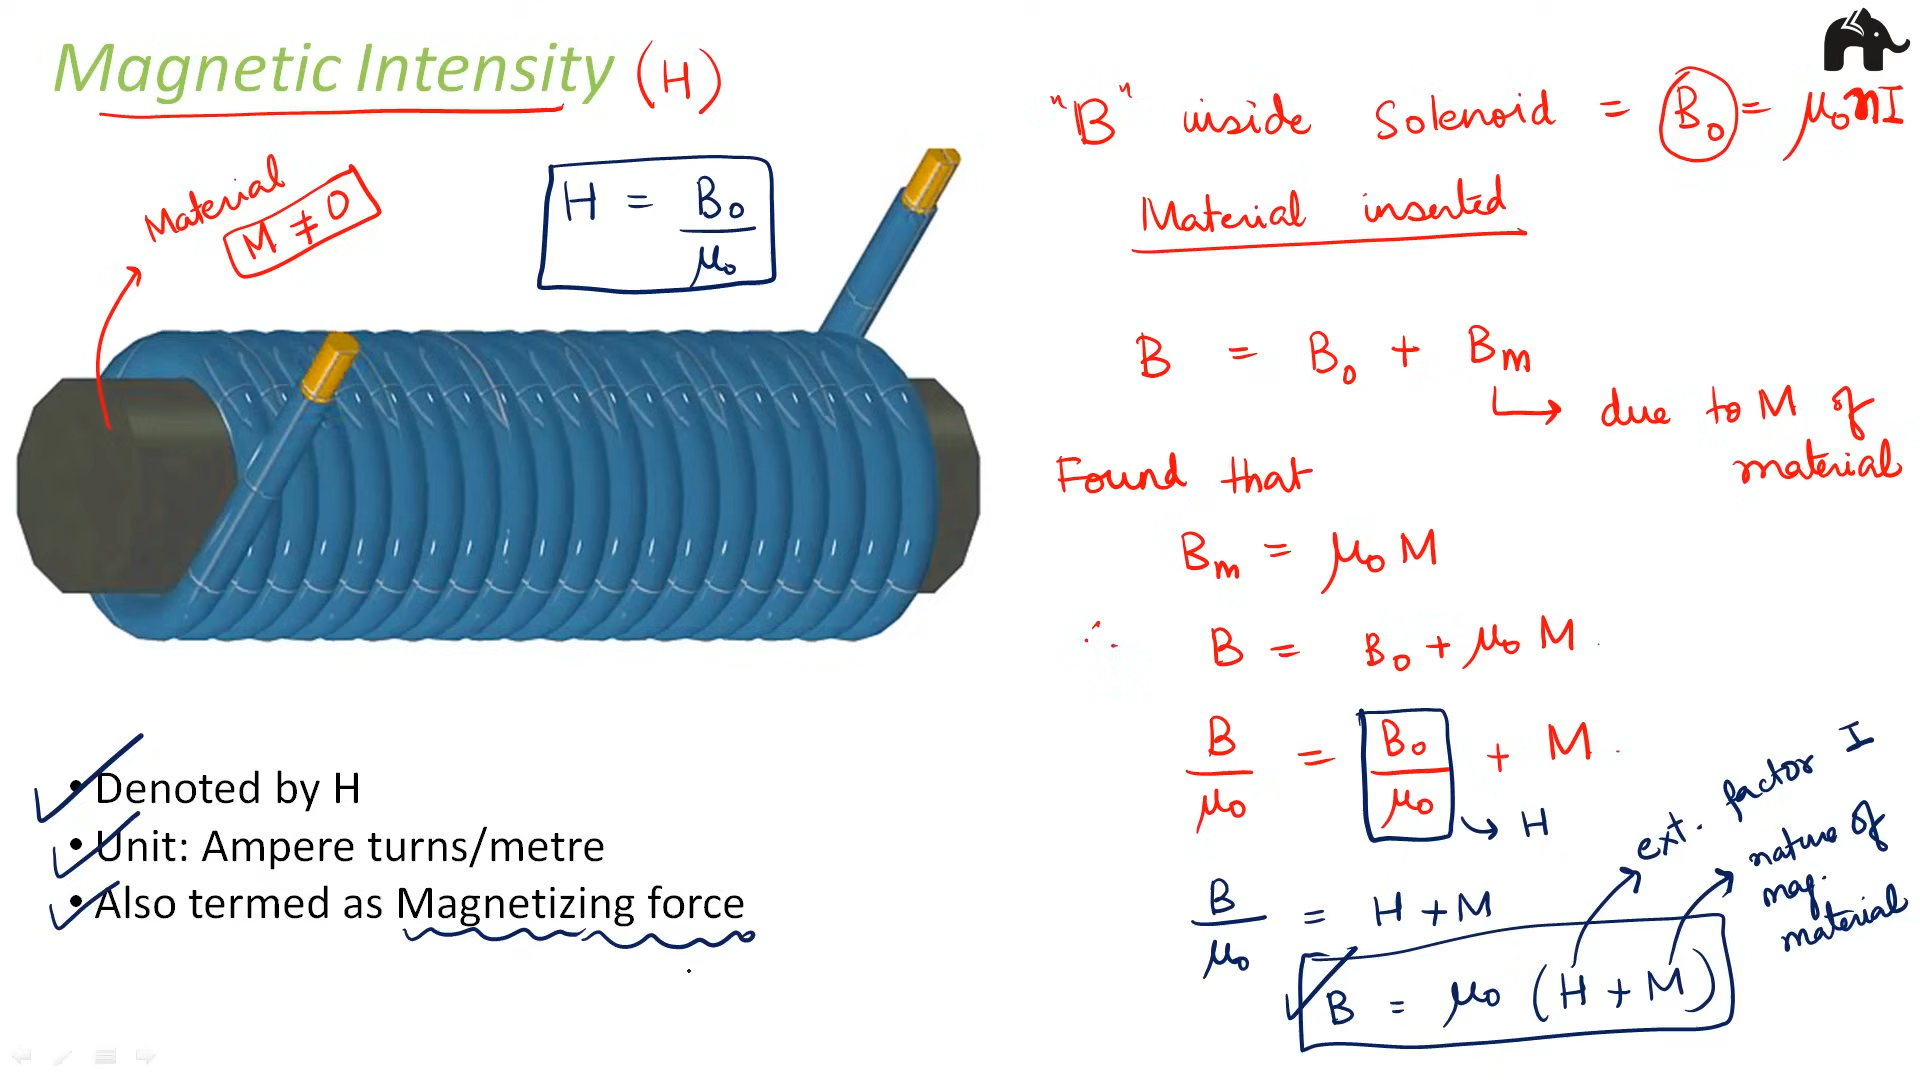 Magnetic Intensity (H)
Material
M ≠ 0
H = B₀/μ₀
• Denoted by H
• Unit: Ampere turns/metre
• Also termed as Magnetizing force
"B" inside Solenoid = B₀ = μ₀nI
Material inserted
B = B₀ + Bm
due to M of
material
Found that
Bm = μ₀ M
∴ B = B₀ + μ₀ M
B/μ₀ = B₀/μ₀ + M
H
ext. factor I
nature of
mag.
material
B/μ₀ = H + M
B = μ₀ (H + M)